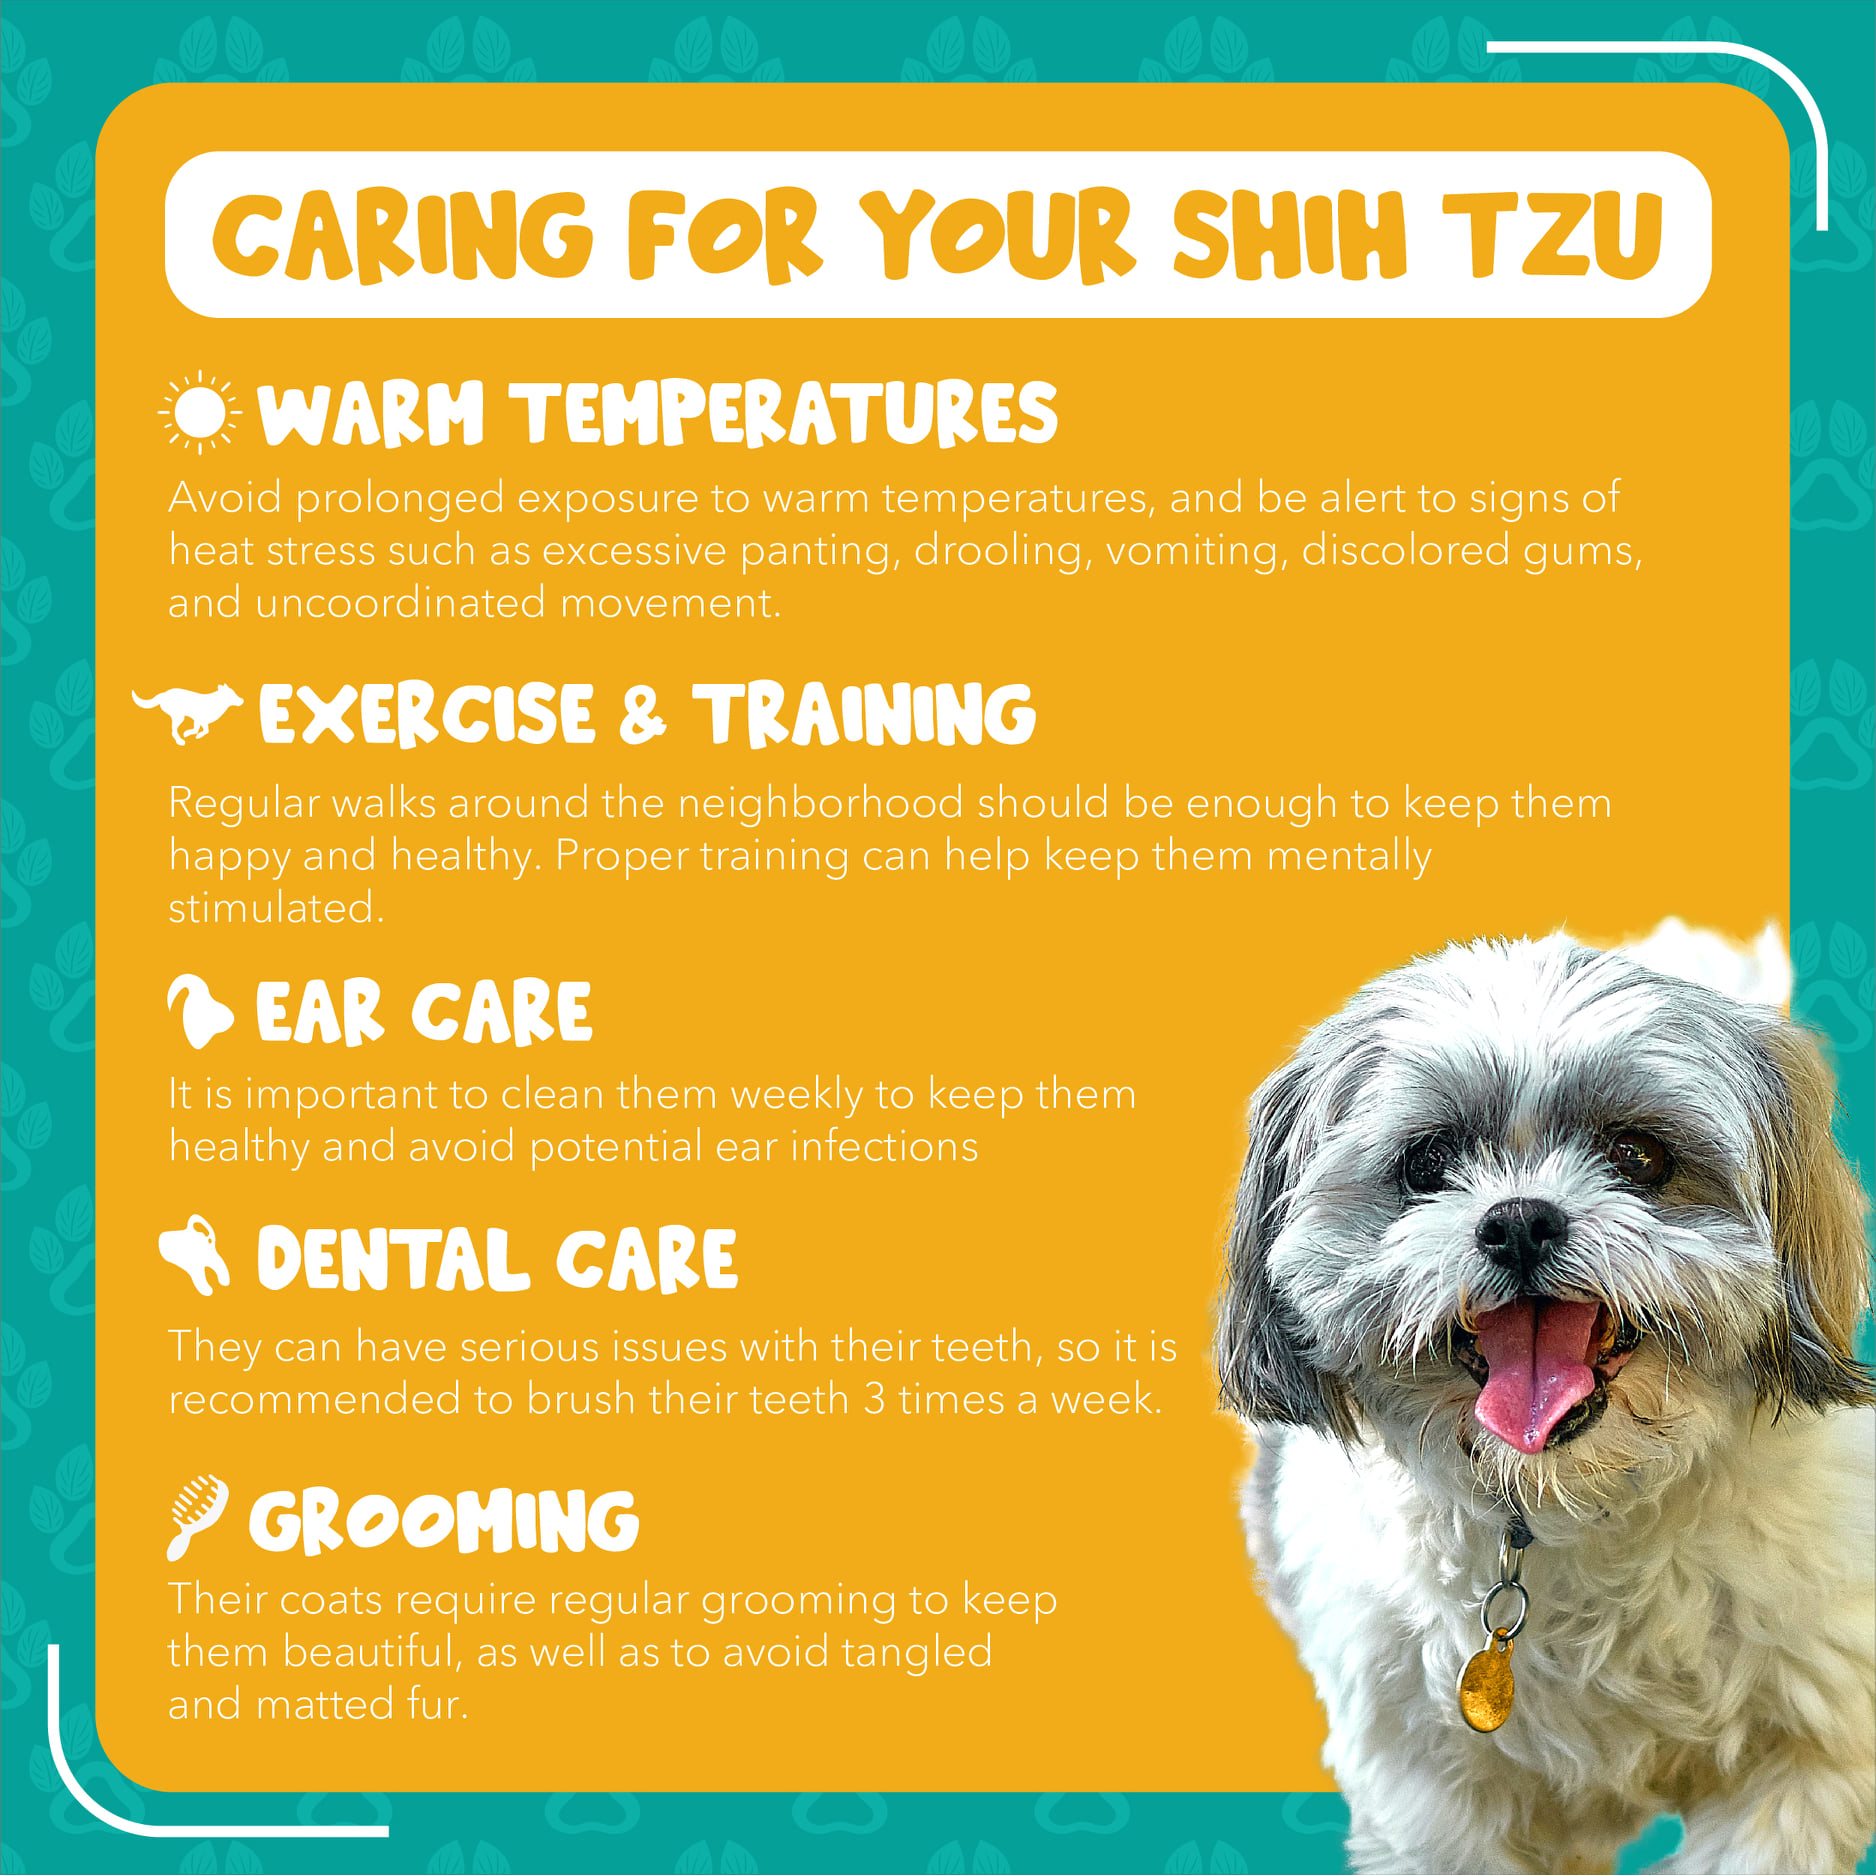 CARING FOR YOUR SHIH TZU
WARM TEMPERATURES
Avoid prolonged exposure to warm temperatures, and be alert to signs of
heat stress such as excessive panting, drooling, vomiting, discolored gums,
and uncoordinated movement.
EXERCISE & TRAINING
Regular walks around the neighborhood should be enough to keep them
happy and healthy. Proper training can help keep them mentally
stimulated.
EAR CARE
It is important to clean them weekly to keep them
healthy and avoid potential ear infections
DENTAL CARE
They can have serious issues with their teeth, so it is
recommended to brush their teeth 3 times a week.
GROOMING
Their coats require regular grooming to keep
them beautiful, as well as to avoid tangled
and matted fur.